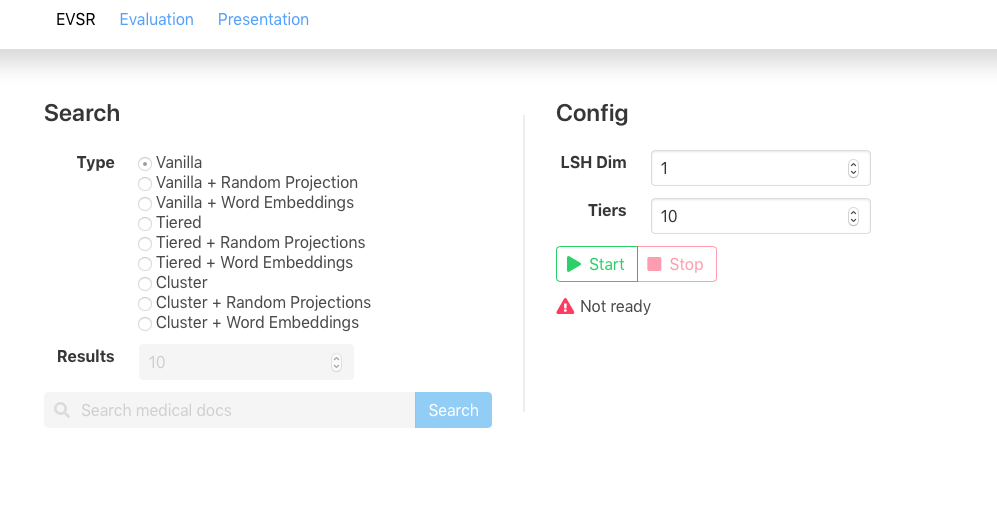 EVSR Evaluation Presentation
Search
Type
Vanilla
Vanilla + Random Projection
Vanilla + Word Embeddings
Tiered
Tiered + Random Projections
Tiered + Word Embeddings
Cluster
Cluster + Random Projections
Cluster + Word Embeddings
Results 10
Search medical docs Search
Config
LSH Dim 1
Tiers 10
Start Stop
Not ready